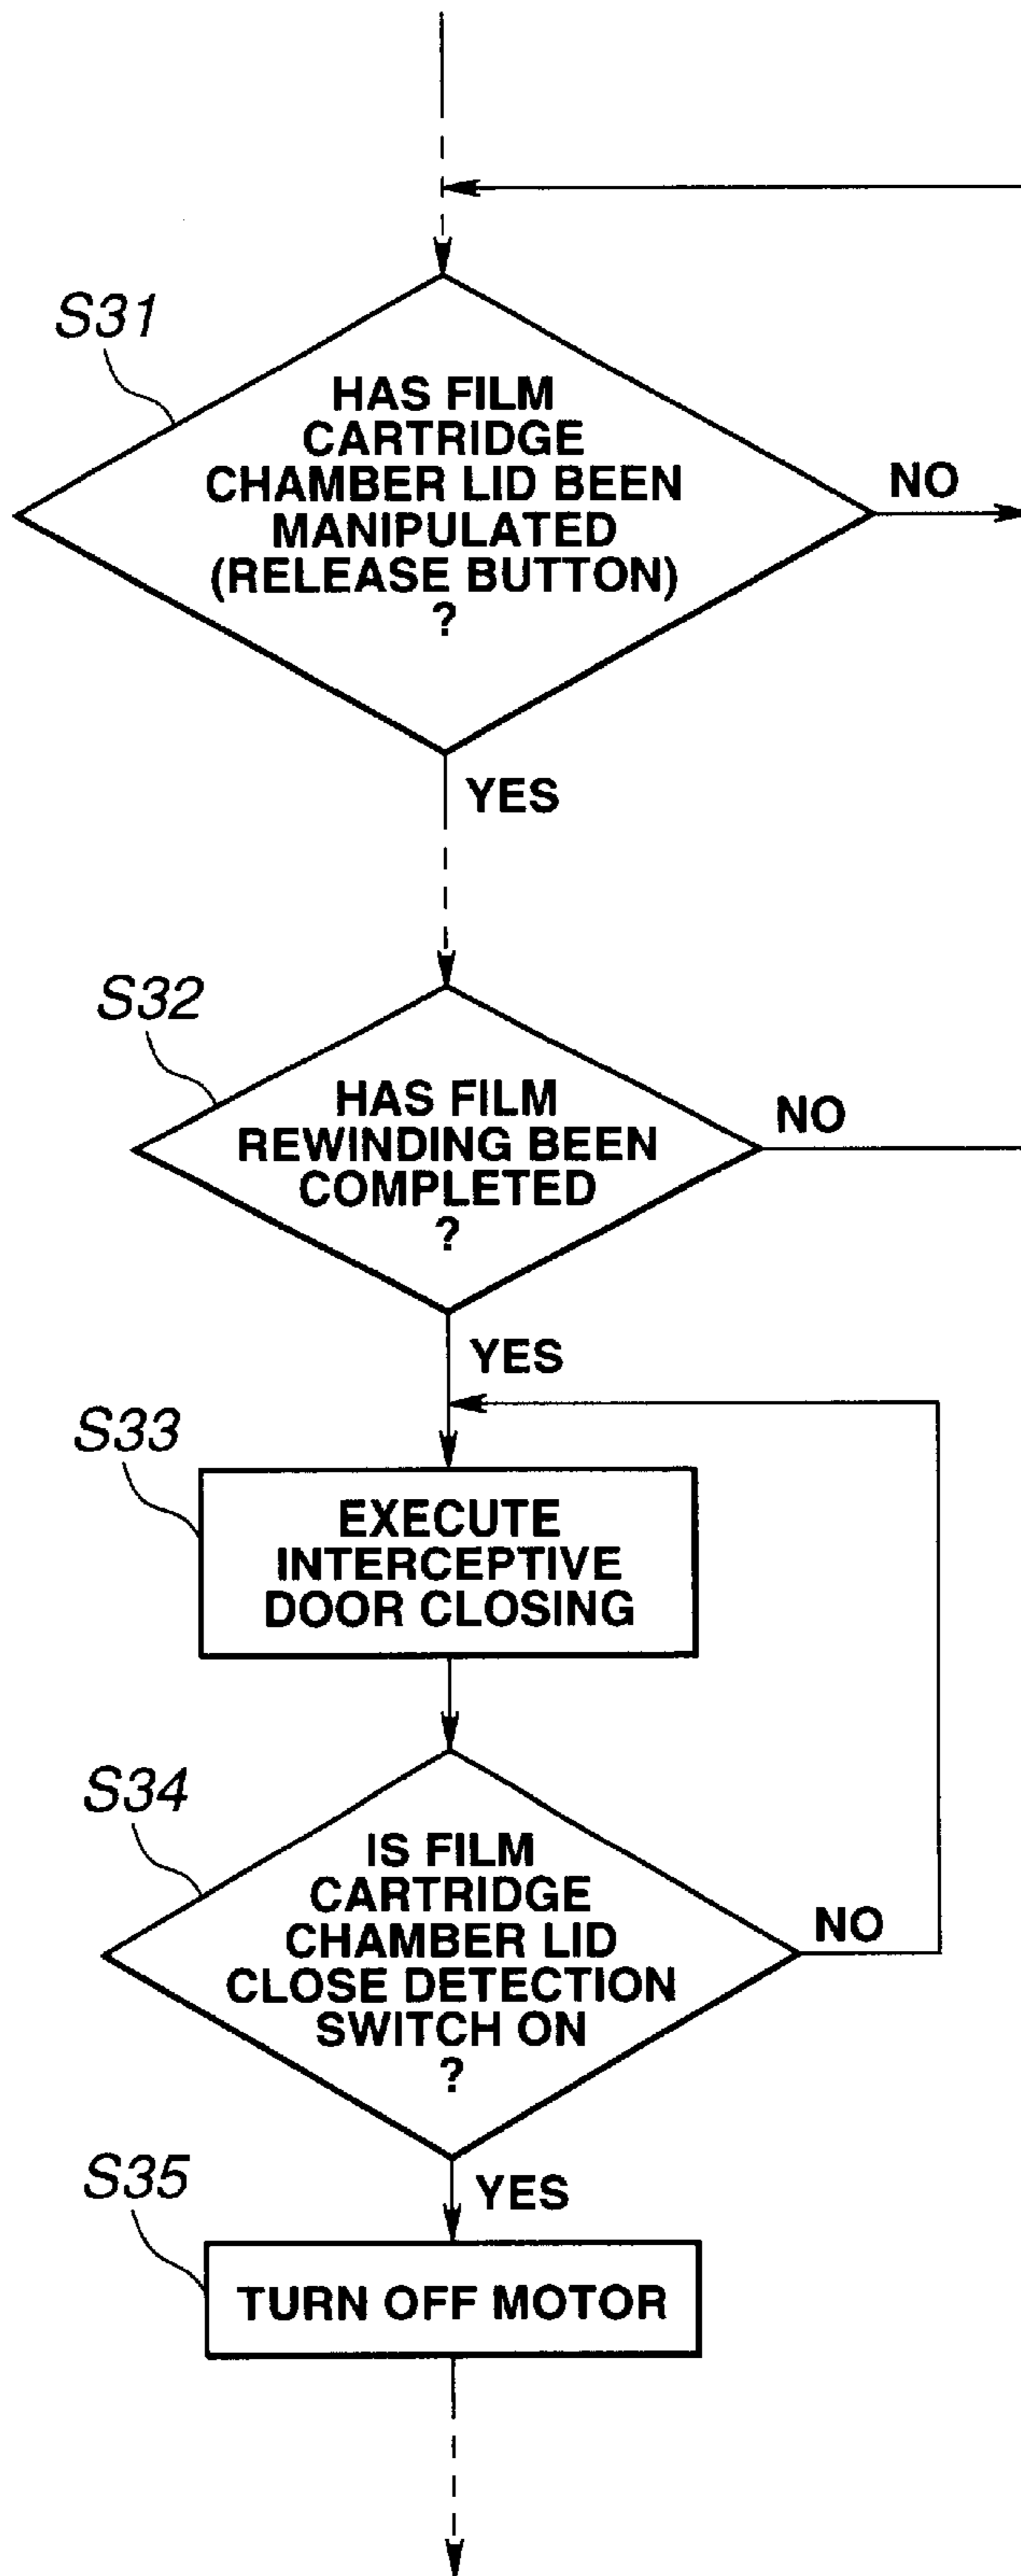 S31
HAS FILM
CARTRIDGE
CHAMBER LID BEEN
MANIPULATED
(RELEASE BUTTON)
?
NO
YES
S32
HAS FILM
REWINDING BEEN
COMPLETED
?
NO
YES
S33
EXECUTE
INTERCEPTIVE
DOOR CLOSING
S34
IS FILM
CARTRIDGE
CHAMBER LID
CLOSE DETECTION
SWITCH ON
?
NO
YES
S35
TURN OFF MOTOR